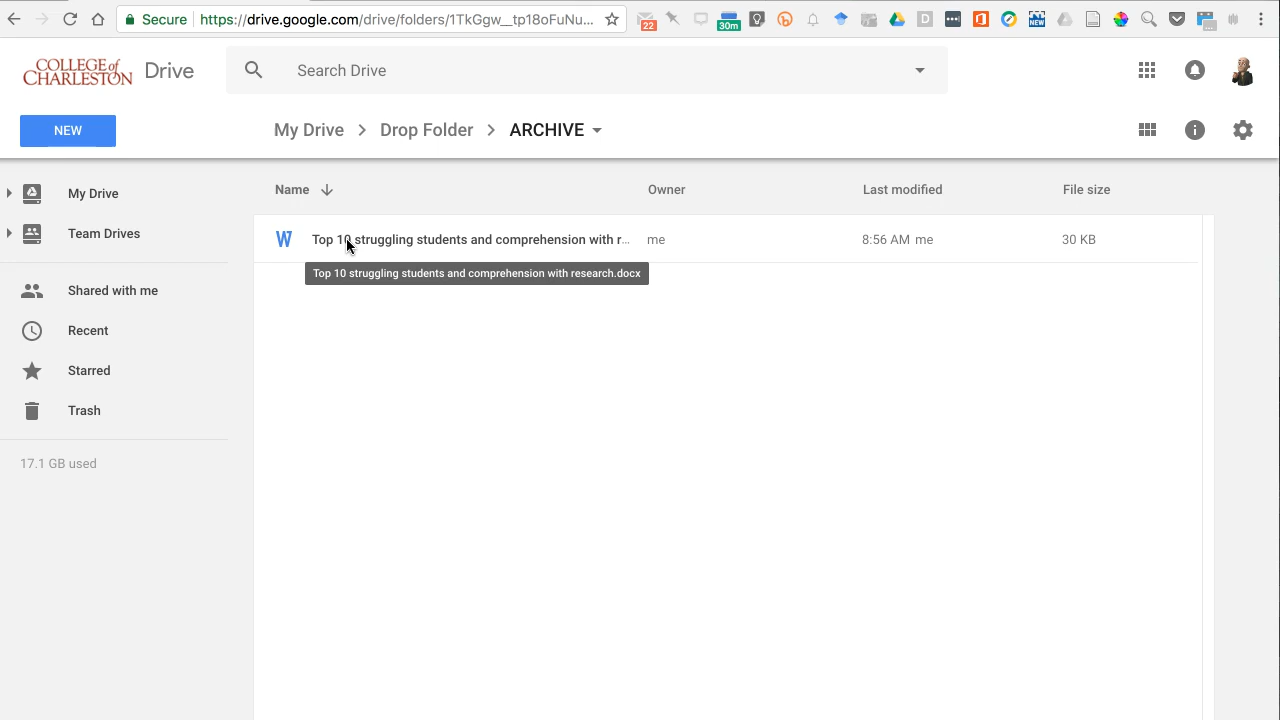 Secure https://drive.google.com/drive/folders/1TkGgw__tp18oFuNu...
22
30m
NEW
COLLEGE of
CHARLESTON
Drive
Search Drive
NEW
My Drive > Drop Folder > ARCHIVE
Name Owner Last modified File size
My Drive
W Top 10 struggling students and comprehension with r... me 8:56 AM me 30 KB
Team Drives
Top 10 struggling students and comprehension with research.docx
Shared with me
Recent
Starred
Trash
17.1 GB used